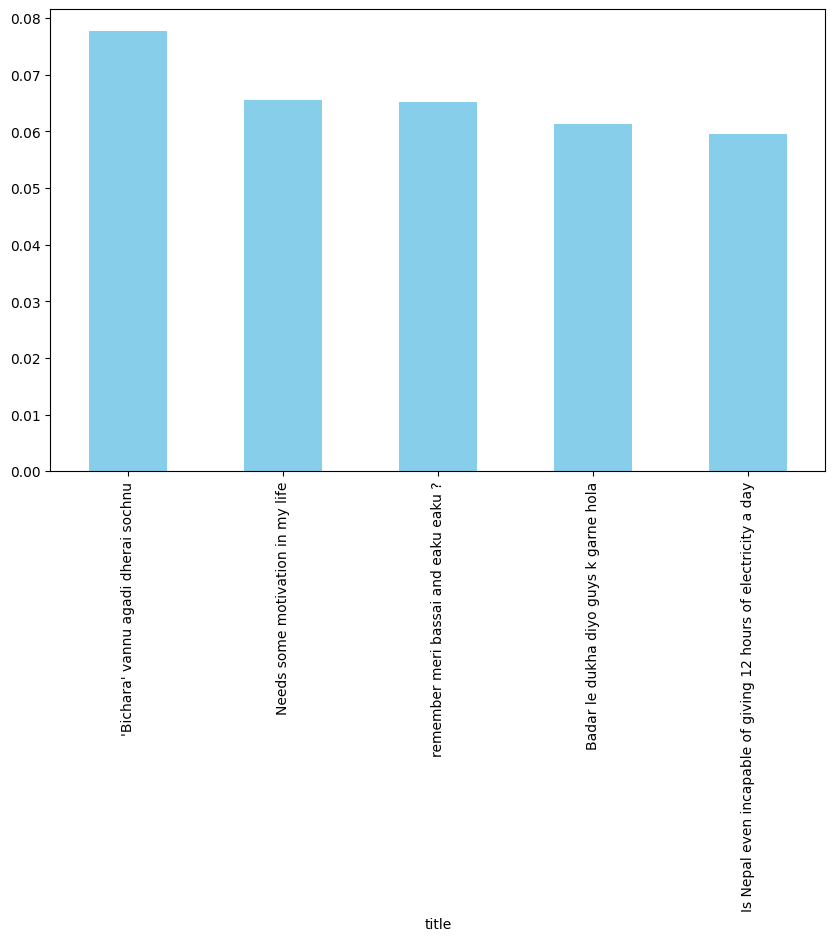 0.08
0.07
0.06
0.05
0.04
0.03
0.02
0.01
0.00
'Bichara' vannu agadi dherai sochnu
Needs some motivation in my life
remember meri bassai and eaku eaku ?
Badar le dukha diyo guys k garne hola
Is Nepal even incapable of giving 12 hours of electricity a day
title